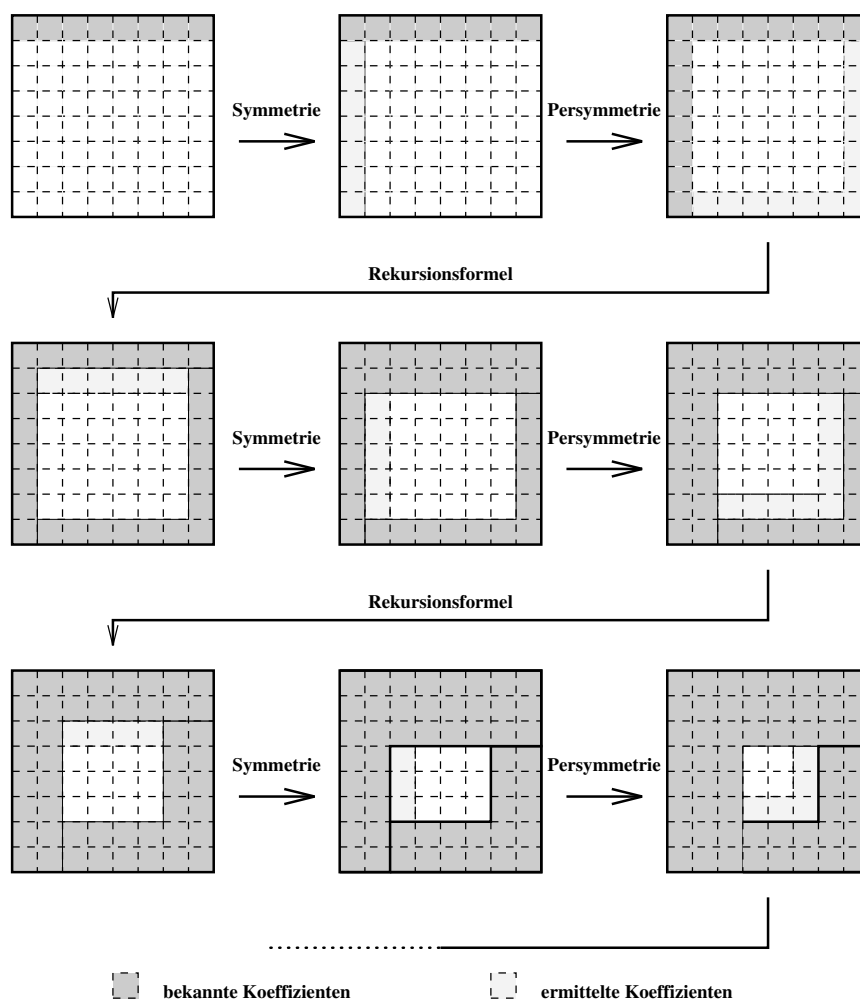 Symmetrie
Persymmetrie
Rekursionsformel
Symmetrie
Persymmetrie
Rekursionsformel
Symmetrie
Persymmetrie
bekannte Koeffizienten
ermittelte Koeffizienten